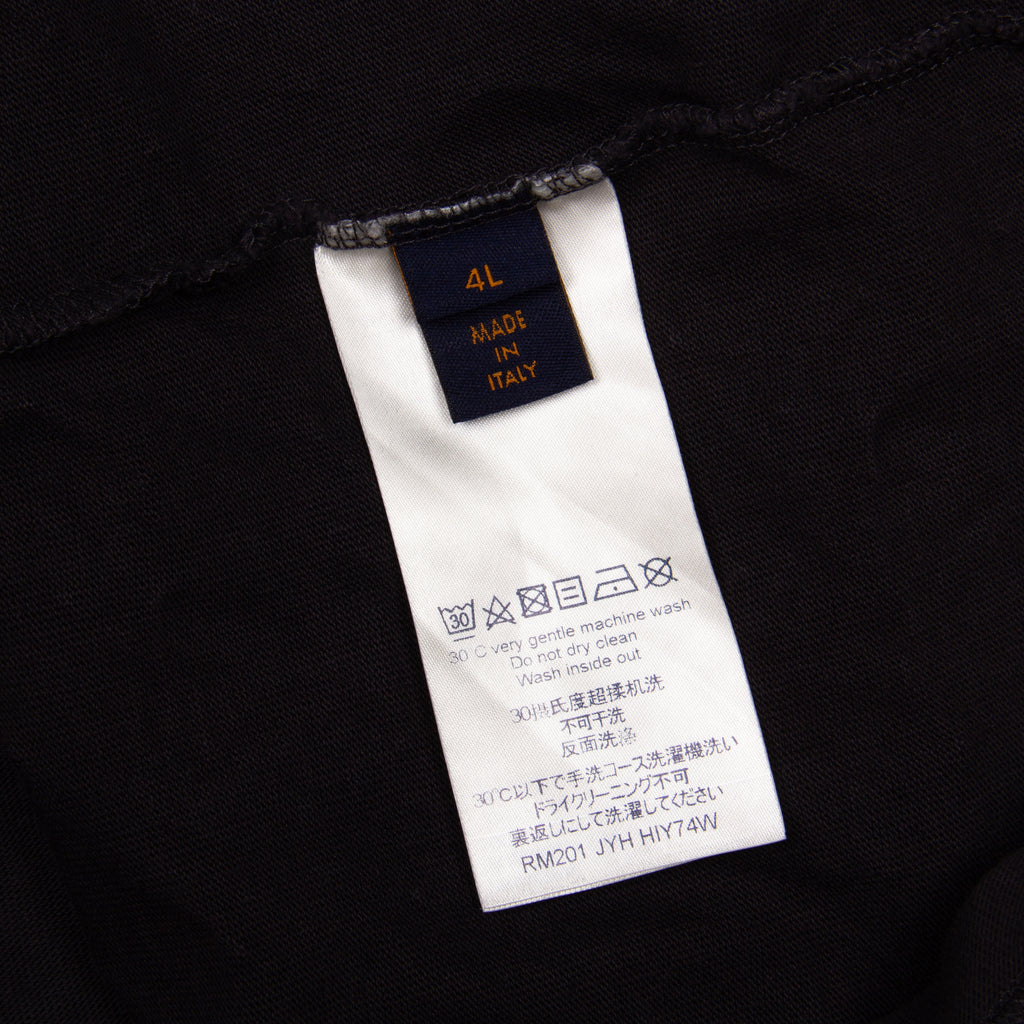 4L
MADE
IN
ITALY
30
30°C very gentle machine wash
Do not dry clean
Wash inside out
30摄氏度超揉机洗
不可干洗
反面洗涤
30°C以下で手洗コース洗濯機洗い
ドライクリーニング不可
裏返しにして洗濯してください
RM201 JYH HIY74W